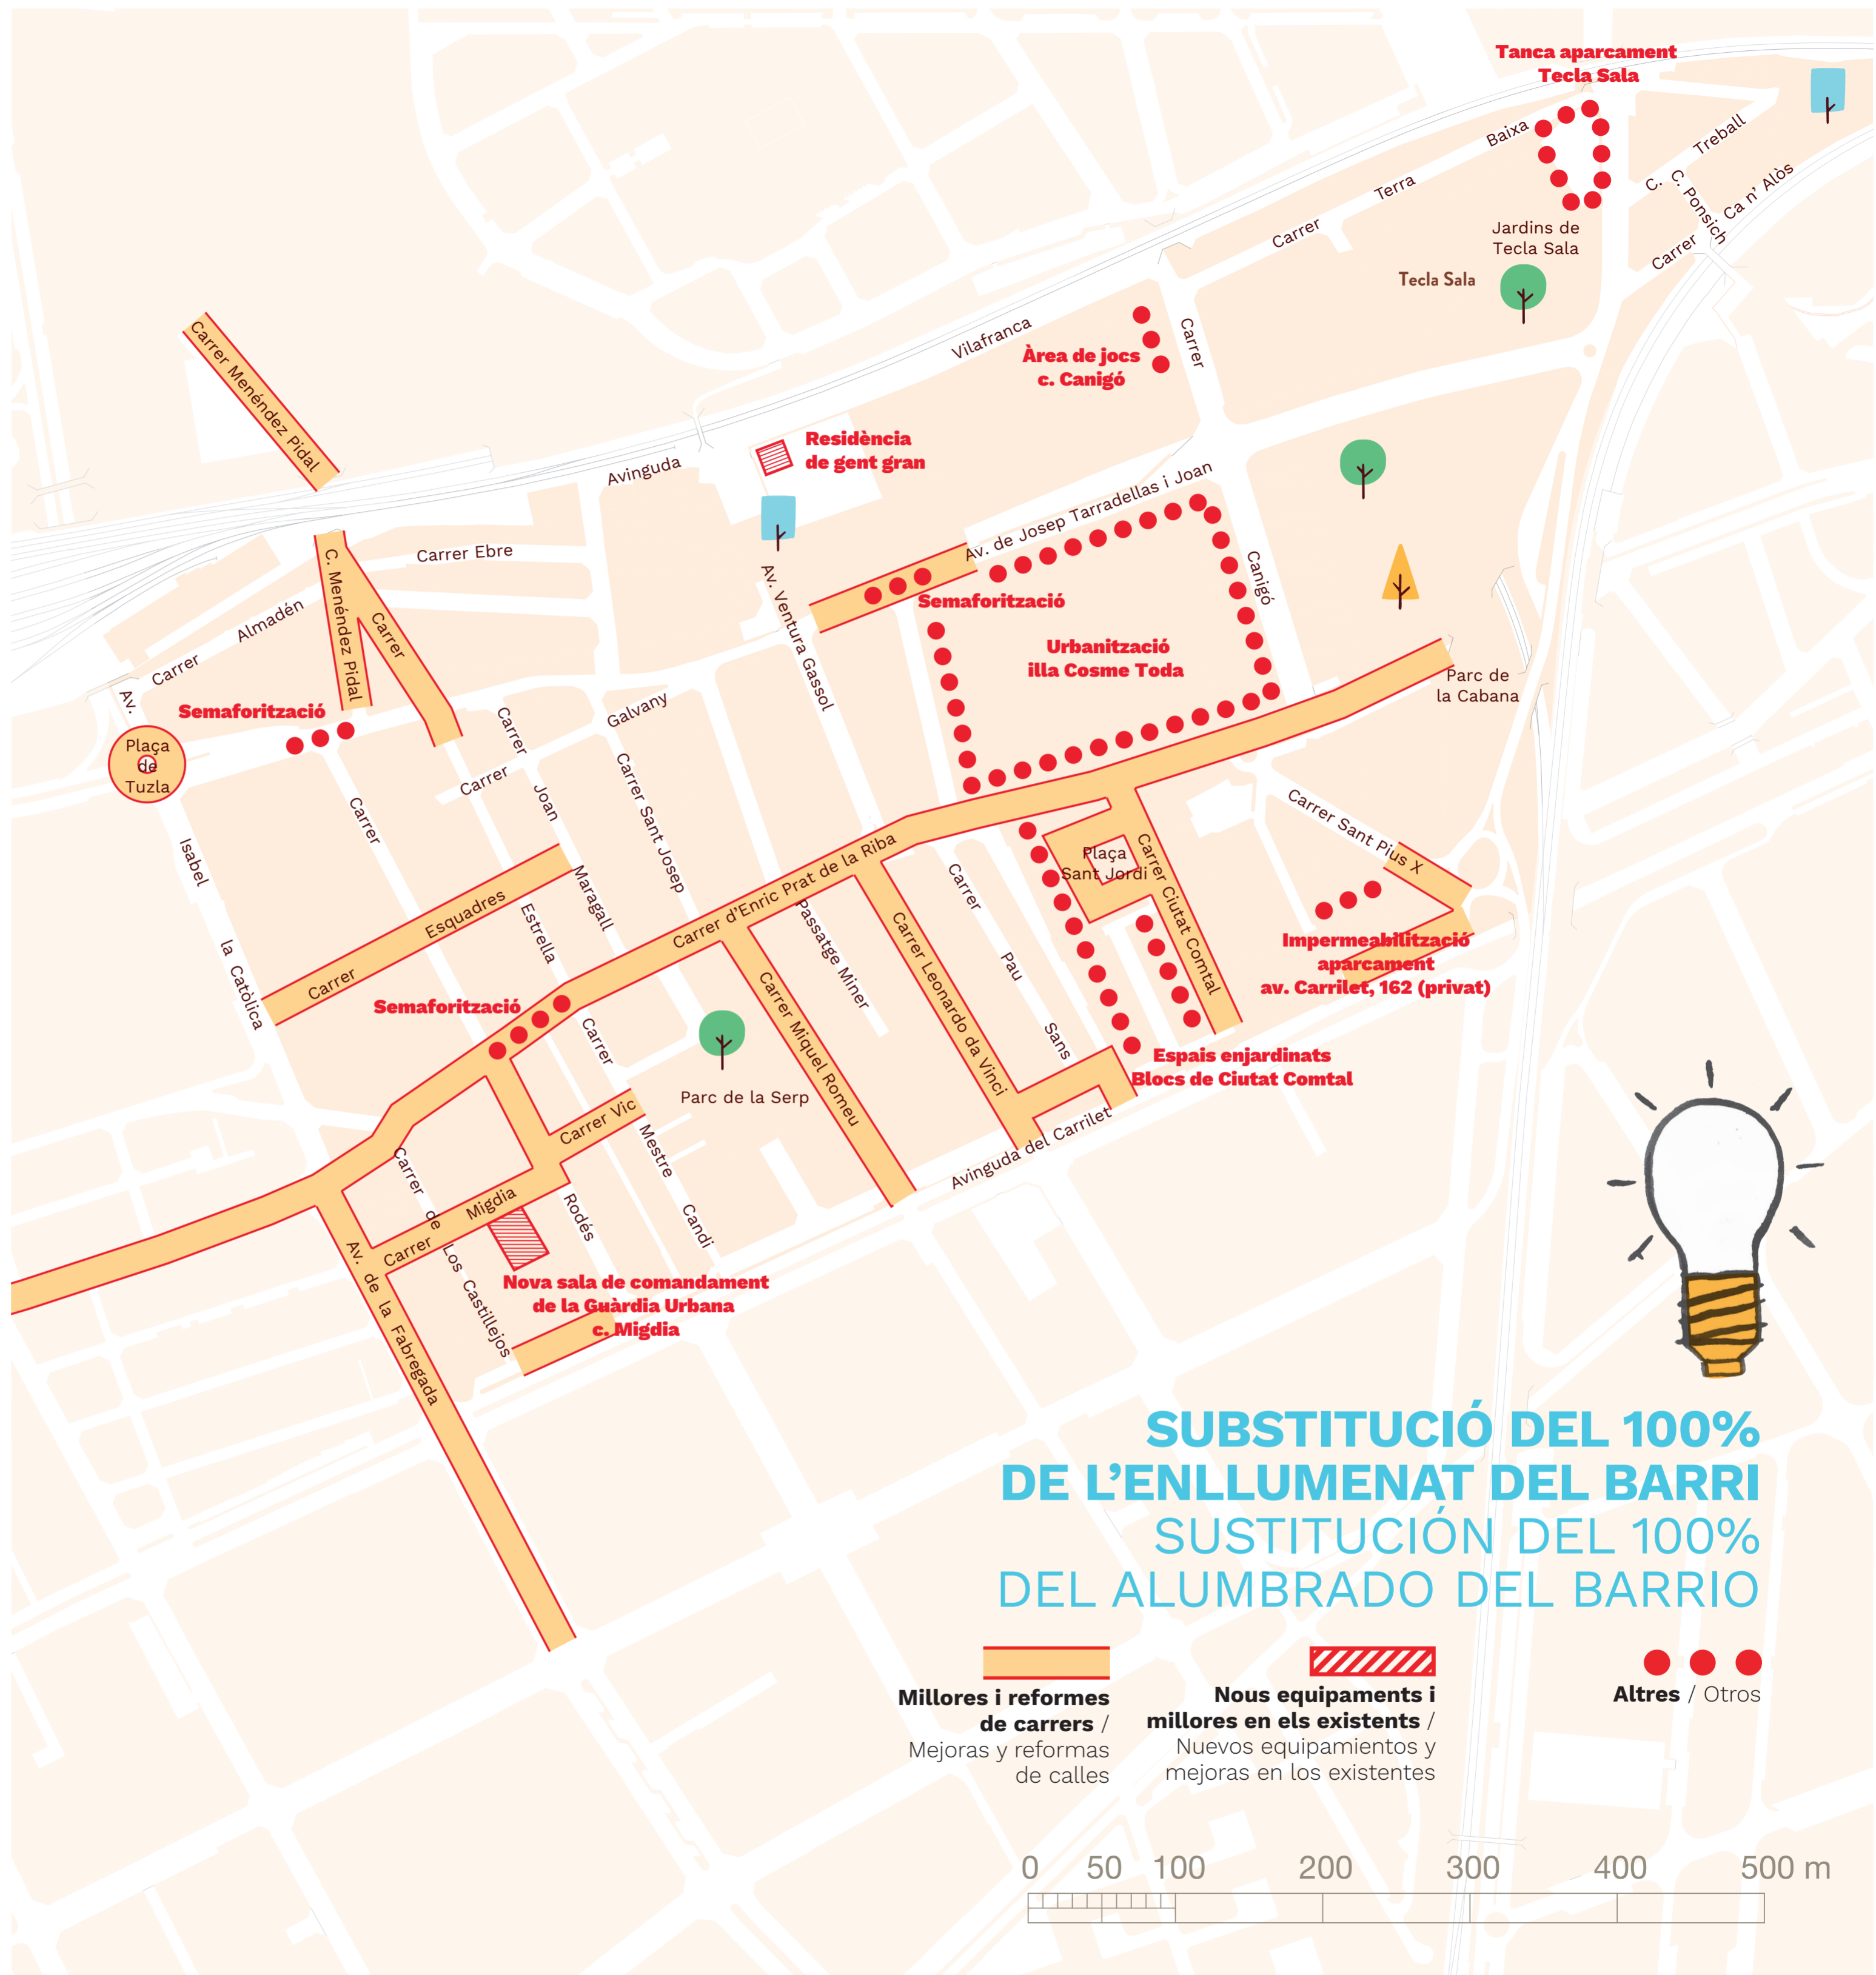 Tanca aparcament
Tecla Sala
Baixa
Terra
Carrer
C. Treball
C. Ponsich
Carrer Ca n' Alòs
Jardins de
Tecla Sala
Tecla Sala
Carrer Menéndez Pidal
Vilafranca
Avinguda
Carrer
Canigó
Àrea de jocs
c. Canigó
Residència
de gent gran
Av. de Josep Tarradellas i Joan
Carrer Ebre
C. Menéndez Pidal
Carrer
Carrer Almadén
Av. Ventura Gassol
Semaforització
Urbanització
illa Cosme Toda
Parc de
la Cabana
Av.
Isabel
la Catòlica
Semaforització
Plaça
de
Tuzla
Carrer Galvany
Carrer
Joan
Maragall
Carrer Sant Josep
Carrer
Estrella
Carrer Sant Pius X
Plaça
Sant Jordi
Carrer Ciutat Comtal
Carrer d'Enric Prat de la Riba
Carrer Esquadres
Passatge Miner
Carrer
Pau
Sans
Carrer Leonardo da Vinci
Carrer Miquel Romeu
Impermeabilització
aparcament
av. Carrilet, 162 (privat)
Semaforització
Carrer
Mestre
Candi
Parc de la Serp
Espais enjardinats
Blocs de Ciutat Comtal
Carrer Vic
Avinguda del Carrilet
Carrer de Los Castillejos
Carrer Migdia
Rodés
Av. de la Fabregada
Nova sala de comandament
de la Guàrdia Urbana
c. Migdia
SUBSTITUCIÓ DEL 100%
DE L'ENLLUMENAT DEL BARRI
SUSTITUCIÓN DEL 100%
DEL ALUMBRADO DEL BARRIO
Millores i reformes
de carrers /
Mejoras y reformas
de calles
Nous equipaments i
millores en els existents /
Nuevos equipamientos y
mejoras en los existentes
Altres / Otros
0 50 100 200 300 400 500 m